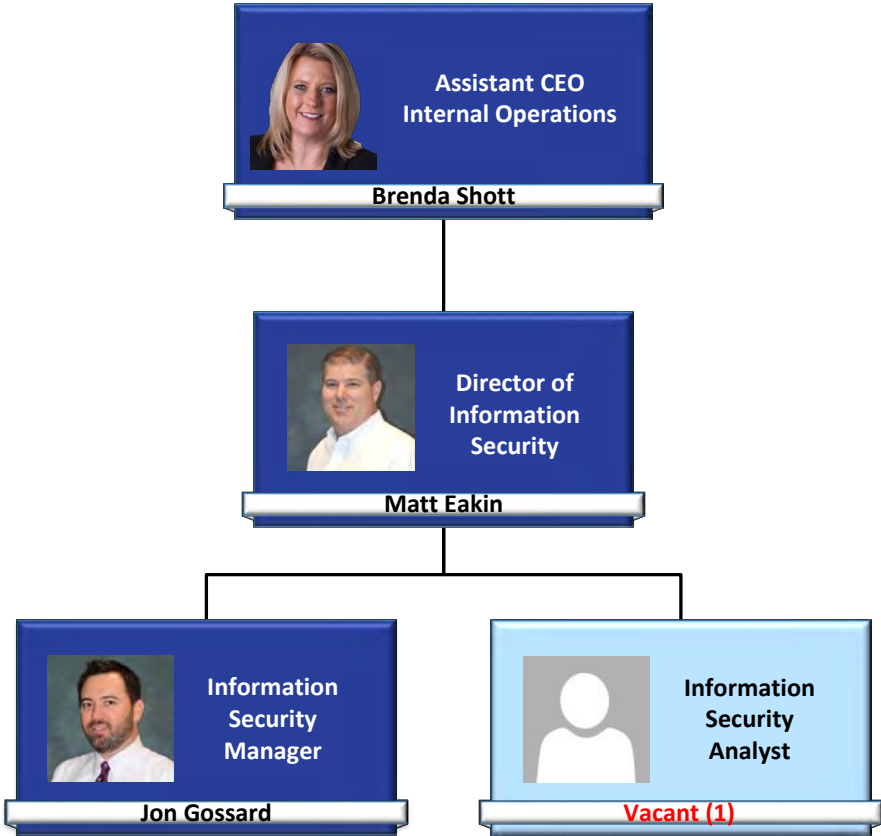 Assistant CEO
Internal Operations
Brenda Shott
Director of
Information
Security
Matt Eakin
Information
Security
Manager
Jon Gossard
Information
Security
Analyst
Vacant (1)